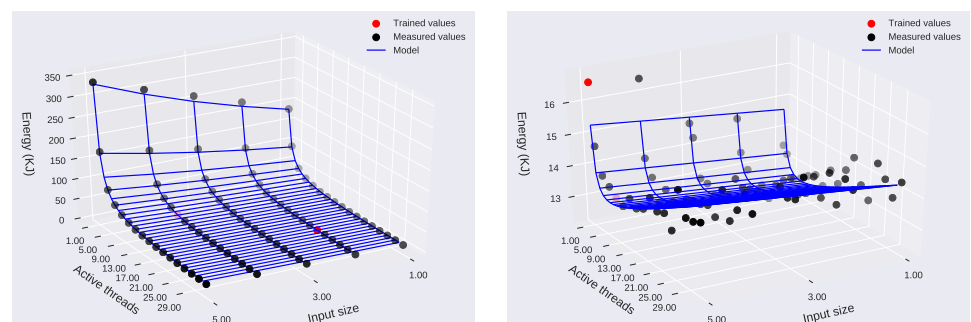 Trained values
Measured values
Model
350
300
250
200
150
100
50
0
Energy (KJ)
1.00
5.00
9.00
13.00
17.00
21.00
25.00
29.00
Active threads
5.00
3.00
1.00
Input size
Trained values
Measured values
Model
16
15
14
13
Energy (KJ)
1.00
5.00
9.00
13.00
17.00
21.00
25.00
29.00
Active threads
5.00
3.00
1.00
Input size